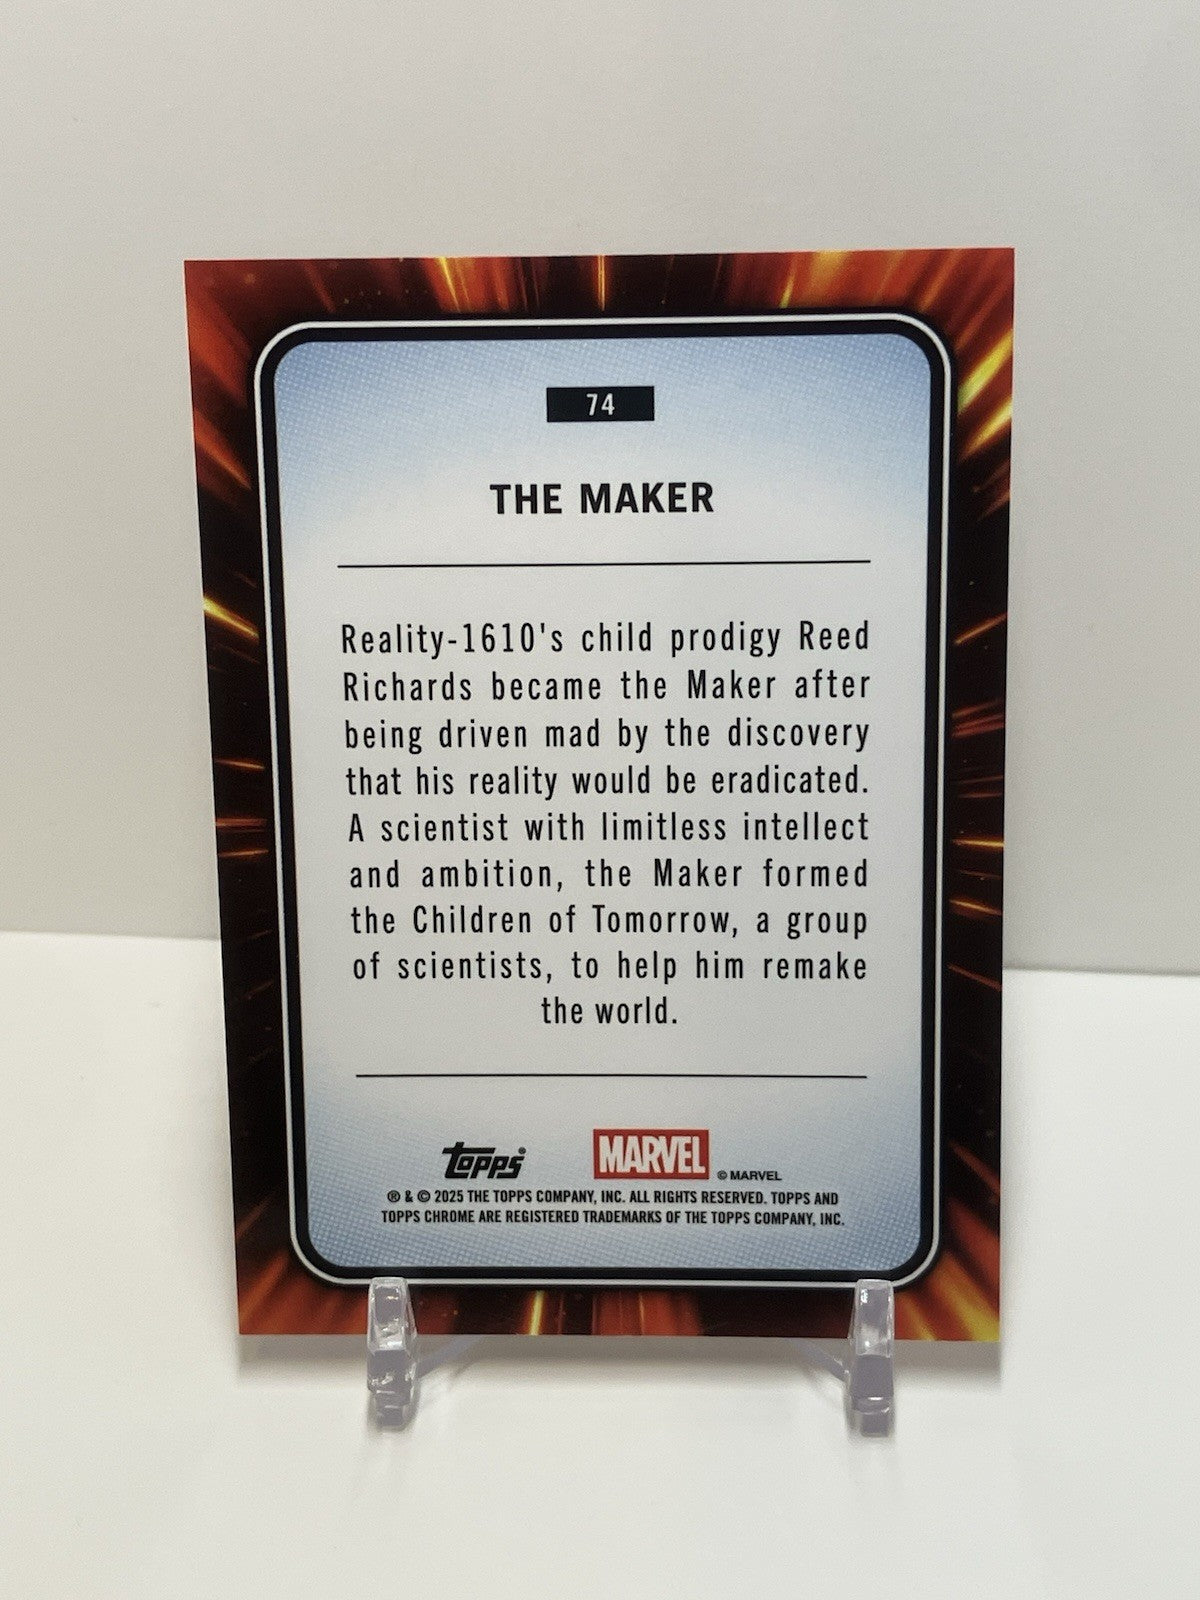 74
THE MAKER
Reality-1610's child prodigy Reed
Richards became the Maker after
being driven mad by the discovery
that his reality would be eradicated.
A scientist with limitless intellect
and ambition, the Maker formed
the Children of Tomorrow, a group
of scientists, to help him remake
the world.
Topps® MARVEL © MARVEL
® & © 2025 THE TOPPS COMPANY, INC. ALL RIGHTS RESERVED. TOPPS AND
TOPPS CHROME ARE REGISTERED TRADEMARKS OF THE TOPPS COMPANY, INC.